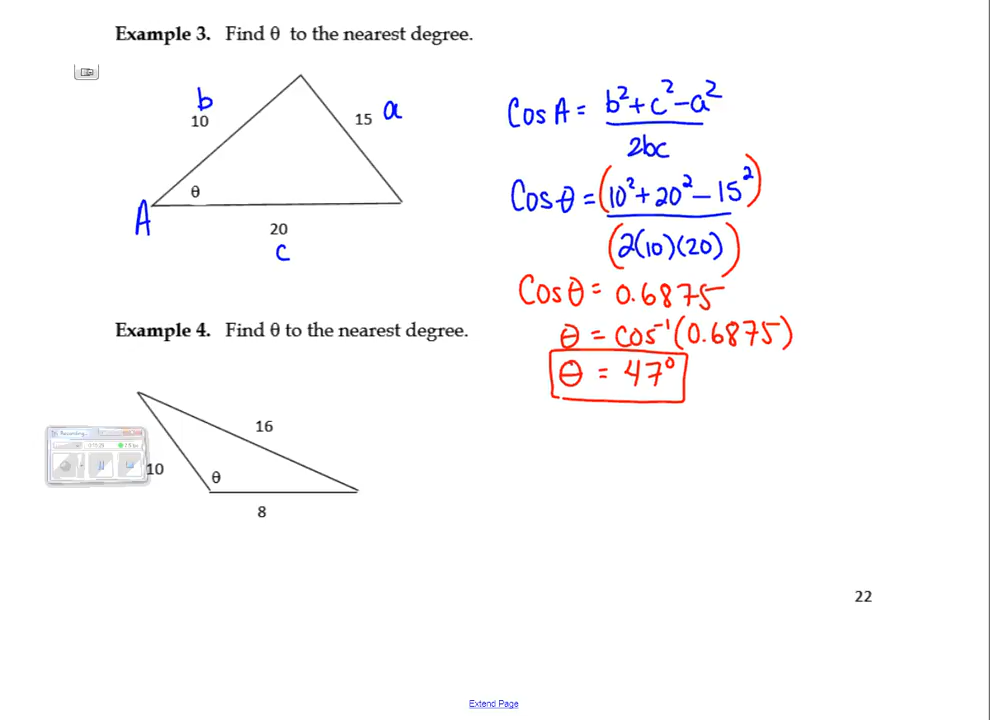 Example 3. Find θ to the nearest degree.
b
10
15 a
θ
A
20
c
Cos A = b² + c² - a² / 2bc
Cos θ = (10² + 20² - 15²) / (2(10)(20))
Cos θ = 0.6875
θ = cos⁻¹(0.6875)
θ = 47°
Example 4. Find θ to the nearest degree.
16
Recording...
10
θ
8
22
Extend Page